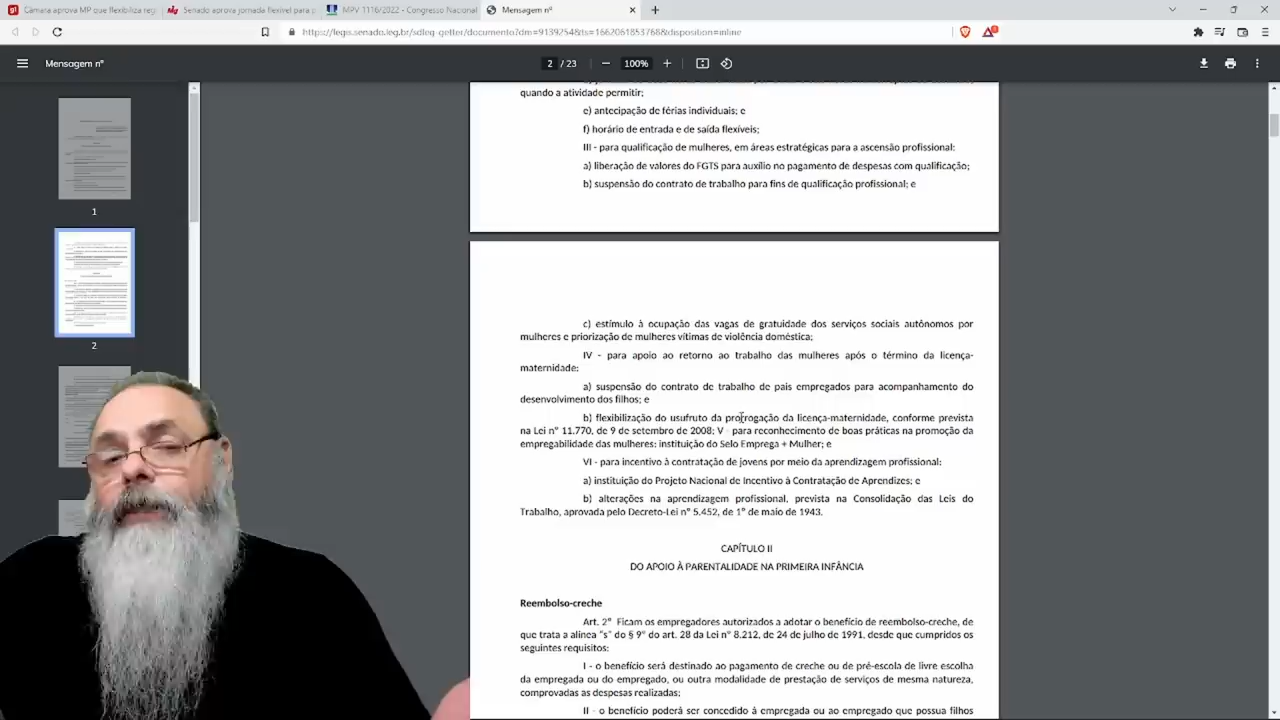 Câmara aprova MP que flexibiliza reg
Senado aprova jornada flexível para p
MPV 1116/2022 - Congresso Nacional
Mensagem nº
https://legis.senado.leg.br/sdleg-getter/documento?dm=9139254&ts=1662061853768&disposition=inline
Mensagem nº
2 / 23
100%
1
2
quando a atividade permitir;
e) antecipação de férias individuais; e
f) horário de entrada e de saída flexíveis;
III - para qualificação de mulheres, em áreas estratégicas para a ascensão profissional:
a) liberação de valores do FGTS para auxílio no pagamento de despesas com qualificação;
b) suspensão do contrato de trabalho para fins de qualificação profissional; e
c) estímulo à ocupação das vagas de gratuidade dos serviços sociais autônomos por
mulheres e priorização de mulheres vítimas de violência doméstica;
IV - para apoio ao retorno ao trabalho das mulheres após o término da licença-
maternidade:
a) suspensão do contrato de trabalho de pais empregados para acompanhamento do
desenvolvimento dos filhos; e
b) flexibilização do usufruto da prorrogação da licença-maternidade, conforme prevista
na Lei nº 11.770, de 9 de setembro de 2008; V - para reconhecimento de boas práticas na promoção da
empregabilidade das mulheres: instituição do Selo Emprega + Mulher; e
VI - para incentivo à contratação de jovens por meio da aprendizagem profissional:
a) instituição do Projeto Nacional de Incentivo à Contratação de Aprendizes; e
b) alterações na aprendizagem profissional, prevista na Consolidação das Leis do
Trabalho, aprovada pelo Decreto-Lei nº 5.452, de 1º de maio de 1943.
CAPÍTULO II
DO APOIO À PARENTALIDADE NA PRIMEIRA INFÂNCIA
Reembolso-creche
Art. 2º Ficam os empregadores autorizados a adotar o benefício de reembolso-creche, de
que trata a alínea "s" do § 9º do art. 28 da Lei nº 8.212, de 24 de julho de 1991, desde que cumpridos os
seguintes requisitos:
I - o benefício será destinado ao pagamento de creche ou de pré-escola de livre escolha
da empregada ou do empregado, ou outra modalidade de prestação de serviços de mesma natureza,
comprovadas as despesas realizadas;
II - o benefício poderá ser concedido à empregada ou ao empregado que possua filhos